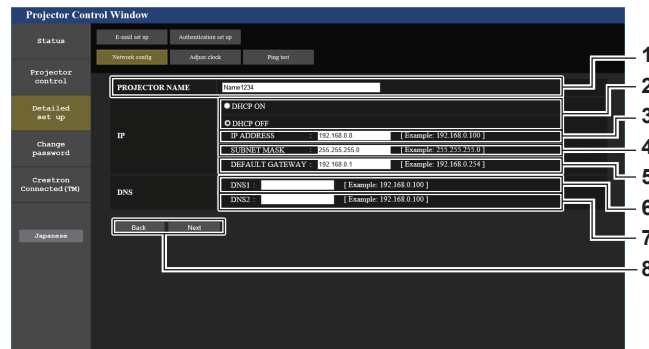 Projector Control Window
Status
Projector
control
Detailed
set up
Change
password
Crestron
Connected(TM)
Japanese
E-mail set up Authentication set up
Network config Adjust clock Ping test
PROJECTOR NAME Name1234
IP
DHCP ON
DHCP OFF
IP ADDRESS : 192.168.0.8 [ Example: 192.168.0.100 ]
SUBNET MASK : 255.255.255.0 [ Example: 255.255.255.0 ]
DEFAULT GATEWAY : 192.168.0.1 [ Example: 192.168.0.254 ]
DNS
DNS1 : [ Example: 192.168.0.100 ]
DNS2 : [ Example: 192.168.0.100 ]
Back Next
1
2
3
4
5
6
7
8